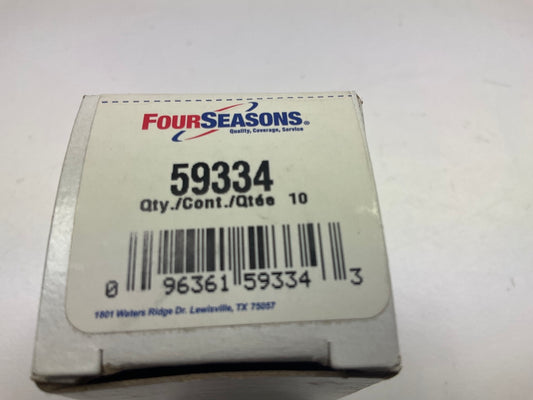 FOURSEASONS®
Quality, Coverage, Service
59334
Qty./Cont./Qtée 10
0 96361 59334 3
1801 Waters Ridge Dr. Lewisville, TX 75057